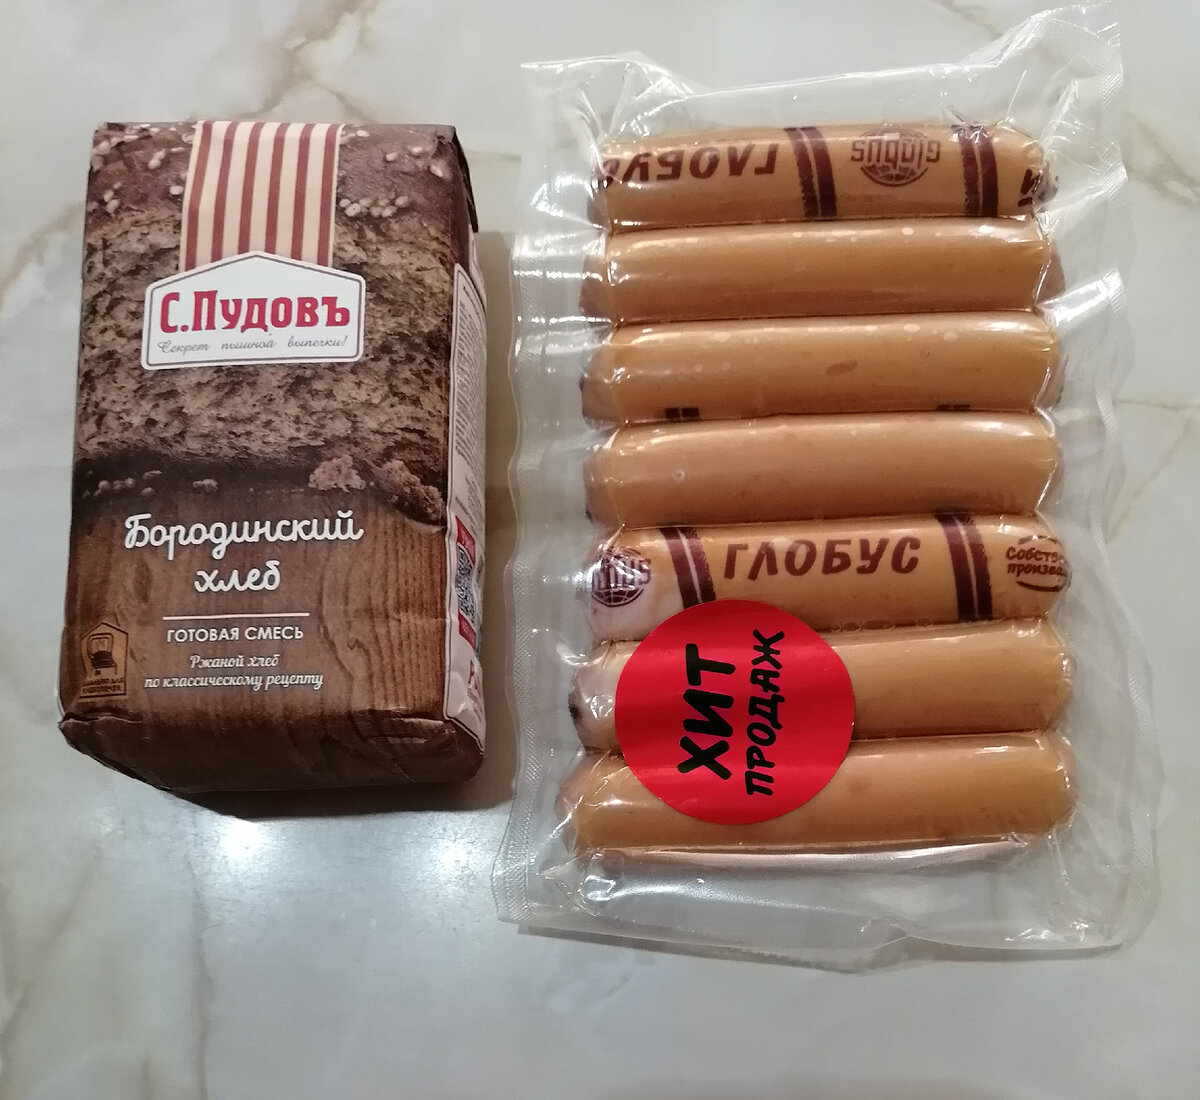 С.Пудовъ
Секрет пышной выпечки!
Бородинский
хлеб
ГОТОВАЯ СМЕСЬ
Ржаной хлеб
по классическому рецепту
ГЛОБУС
globus
ГЛОБУС
ХИТ
ПРОДАЖ